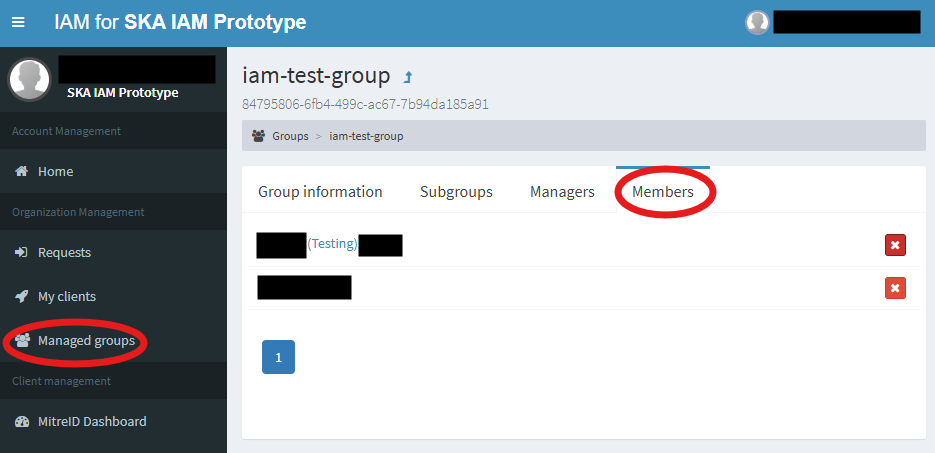 IAM for SKA IAM Prototype
SKA IAM Prototype
Account Management
Home
Organization Management
Requests
My clients
Managed groups
Client management
MitreID Dashboard
iam-test-group
84795806-6fb4-499c-ac67-7b94da185a91
Groups > iam-test-group
Group information Subgroups Managers Members
(Testing)
1